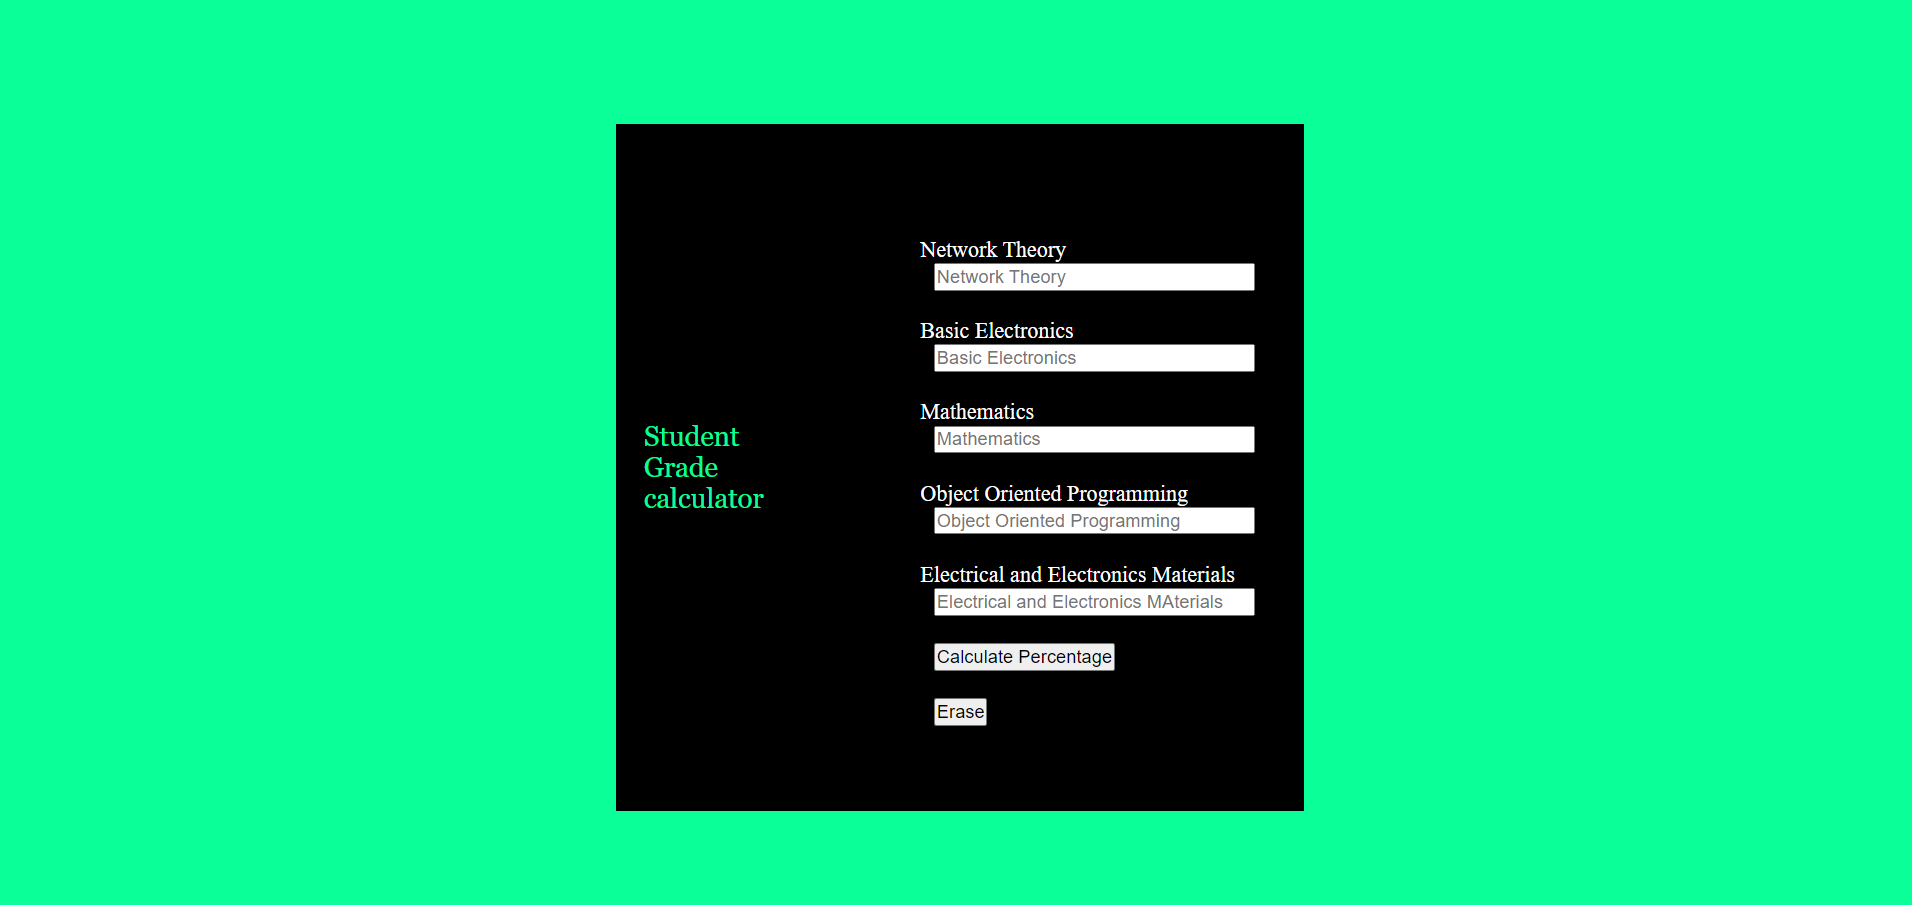 Student
Grade
calculator
Network Theory
Network Theory
Basic Electronics
Basic Electronics
Mathematics
Mathematics
Object Oriented Programming
Object Oriented Programming
Electrical and Electronics Materials
Electrical and Electronics MAterials
Calculate Percentage
Erase